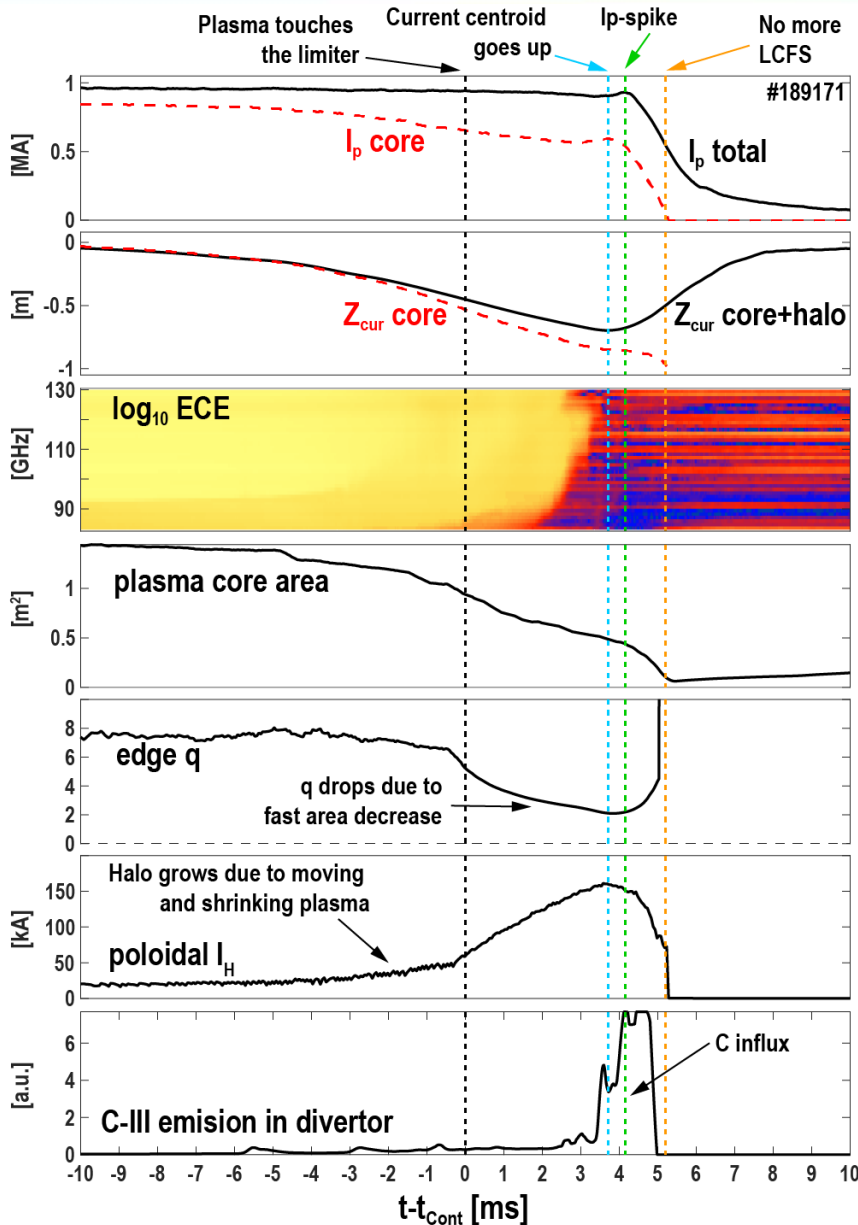 Plasma touches
the limiter
Current centroid
goes up
Ip-spike
No more
LCFS
#189171
1
0.5
0
[MA]
Ip core
Ip total
0
-0.5
-1
[m]
Zcur core
Zcur core+halo
130
110
90
[GHz]
log10 ECE
1
0.5
0
[m²]
plasma core area
8
6
4
2
0
edge q
q drops due to
fast area decrease
150
100
50
0
[kA]
Halo grows due to moving
and shrinking plasma
poloidal IH
6
4
2
0
[a.u.]
C influx
C-III emision in divertor
-10 -9 -8 -7 -6 -5 -4 -3 -2 -1 0 1 2 3 4 5 6 7 8 9 10
t-tCont [ms]